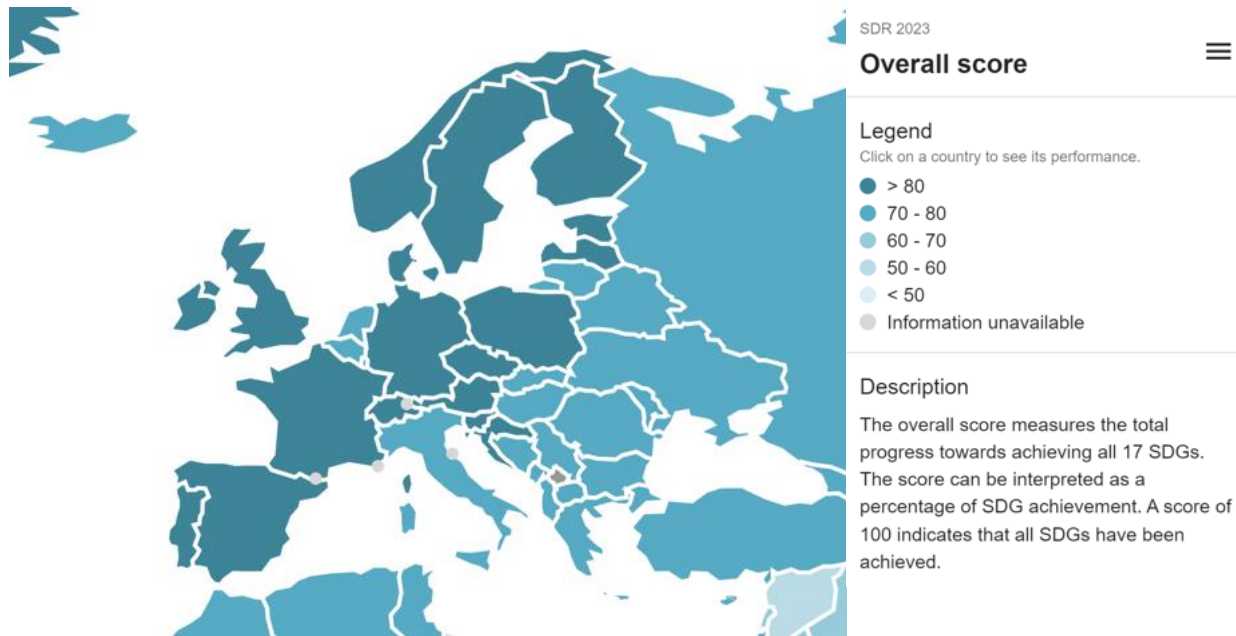 SDR 2023
Overall score
Legend
Click on a country to see its performance.
> 80
70 - 80
60 - 70
50 - 60
< 50
Information unavailable
Description
The overall score measures the total
progress towards achieving all 17 SDGs.
The score can be interpreted as a
percentage of SDG achievement. A score of
100 indicates that all SDGs have been
achieved.